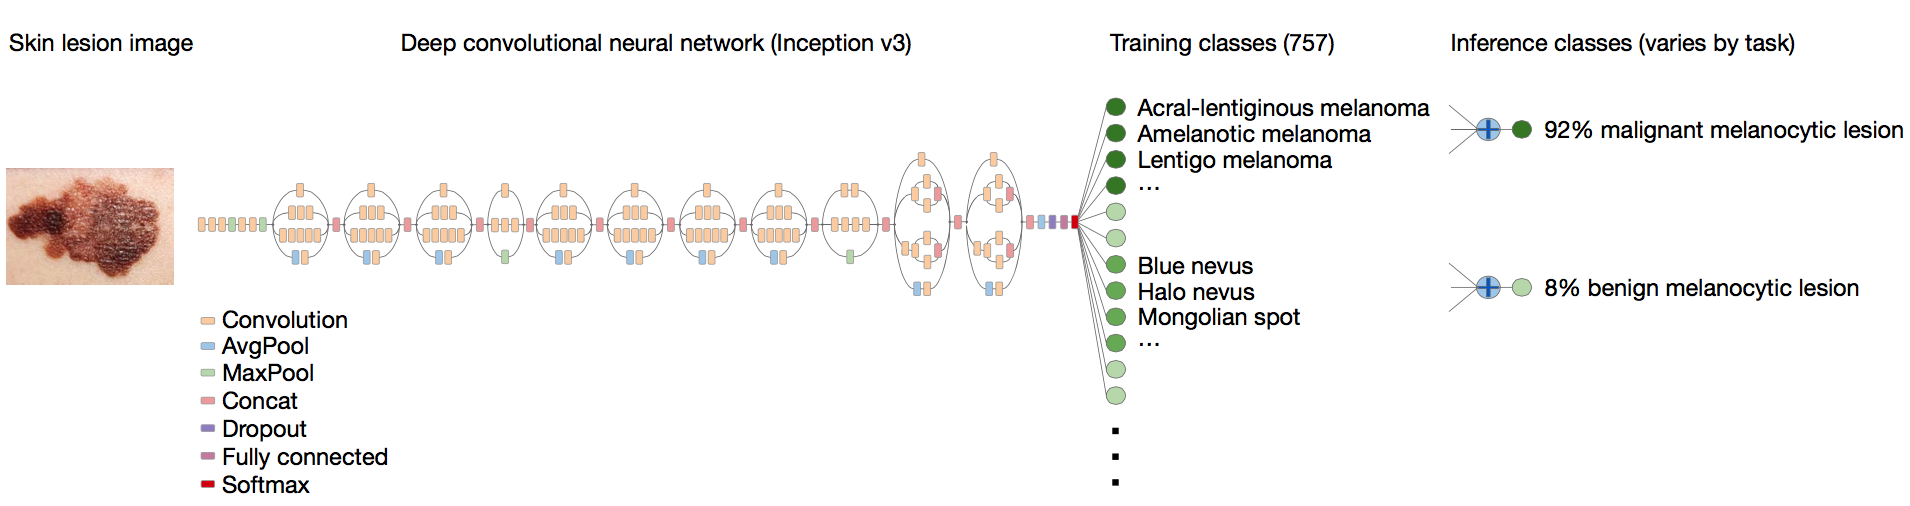 Skin lesion image
Deep convolutional neural network (Inception v3)
Training classes (757)
Inference classes (varies by task)
Acral-lentiginous melanoma
Amelanotic melanoma
Lentigo melanoma
...
Blue nevus
Halo nevus
Mongolian spot
...
92% malignant melanocytic lesion
8% benign melanocytic lesion
Convolution
AvgPool
MaxPool
Concat
Dropout
Fully connected
Softmax